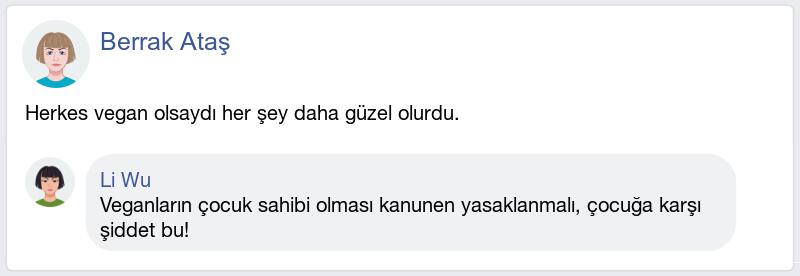 Berrak Ataş
Herkes vegan olsaydı her şey daha güzel olurdu.
Li Wu
Veganların çocuk sahibi olması kanunen yasaklanmalı, çocuğa karşı
şiddet bu!